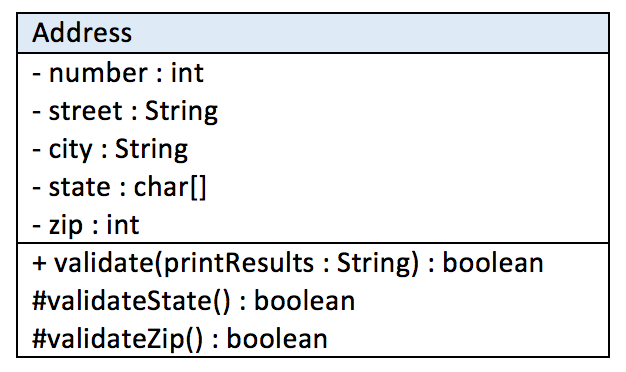 Address
- number : int
- street : String
- city : String
- state : char[]
- zip : int
+ validate(printResults : String) : boolean
#validateState() : boolean
#validateZip() : boolean